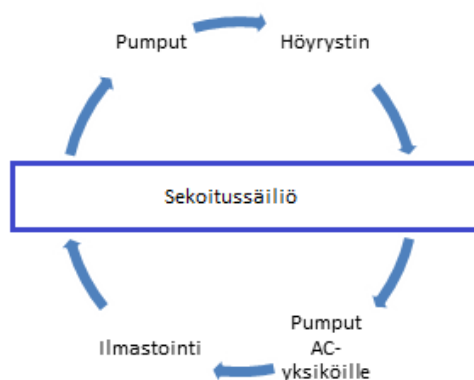 Pumput
Höyrystin
Sekoitussäiliö
Ilmastointi
Pumput
AC-
yksiköille